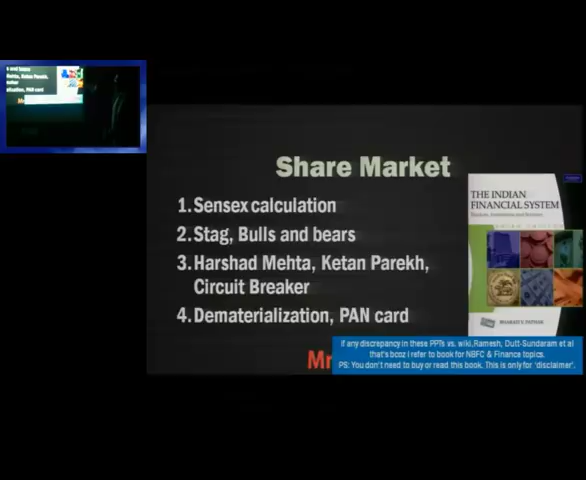 Share Market
1. Sensex calculation
2. Stag, Bulls and bears
3. Harshad Mehta, Ketan Parekh,
Circuit Breaker
4. Dematerialization, PAN card
THE INDIAN
FINANCIAL SYSTEM
BHARATI V. PATHAK
Mr
If any discrepancy in these PPTs vs. wiki,Ramesh, Dutt-Sundaram et al
that's bcoz I refer to book for NBFC & Finance topics.
PS: You don't need to buy or read this book. This is only for 'disclaimer'.